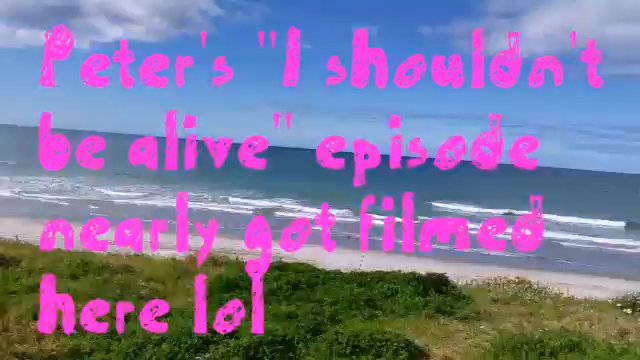 Peter's "I shouldn't
be alive" episode
nearly got filmed
here lol